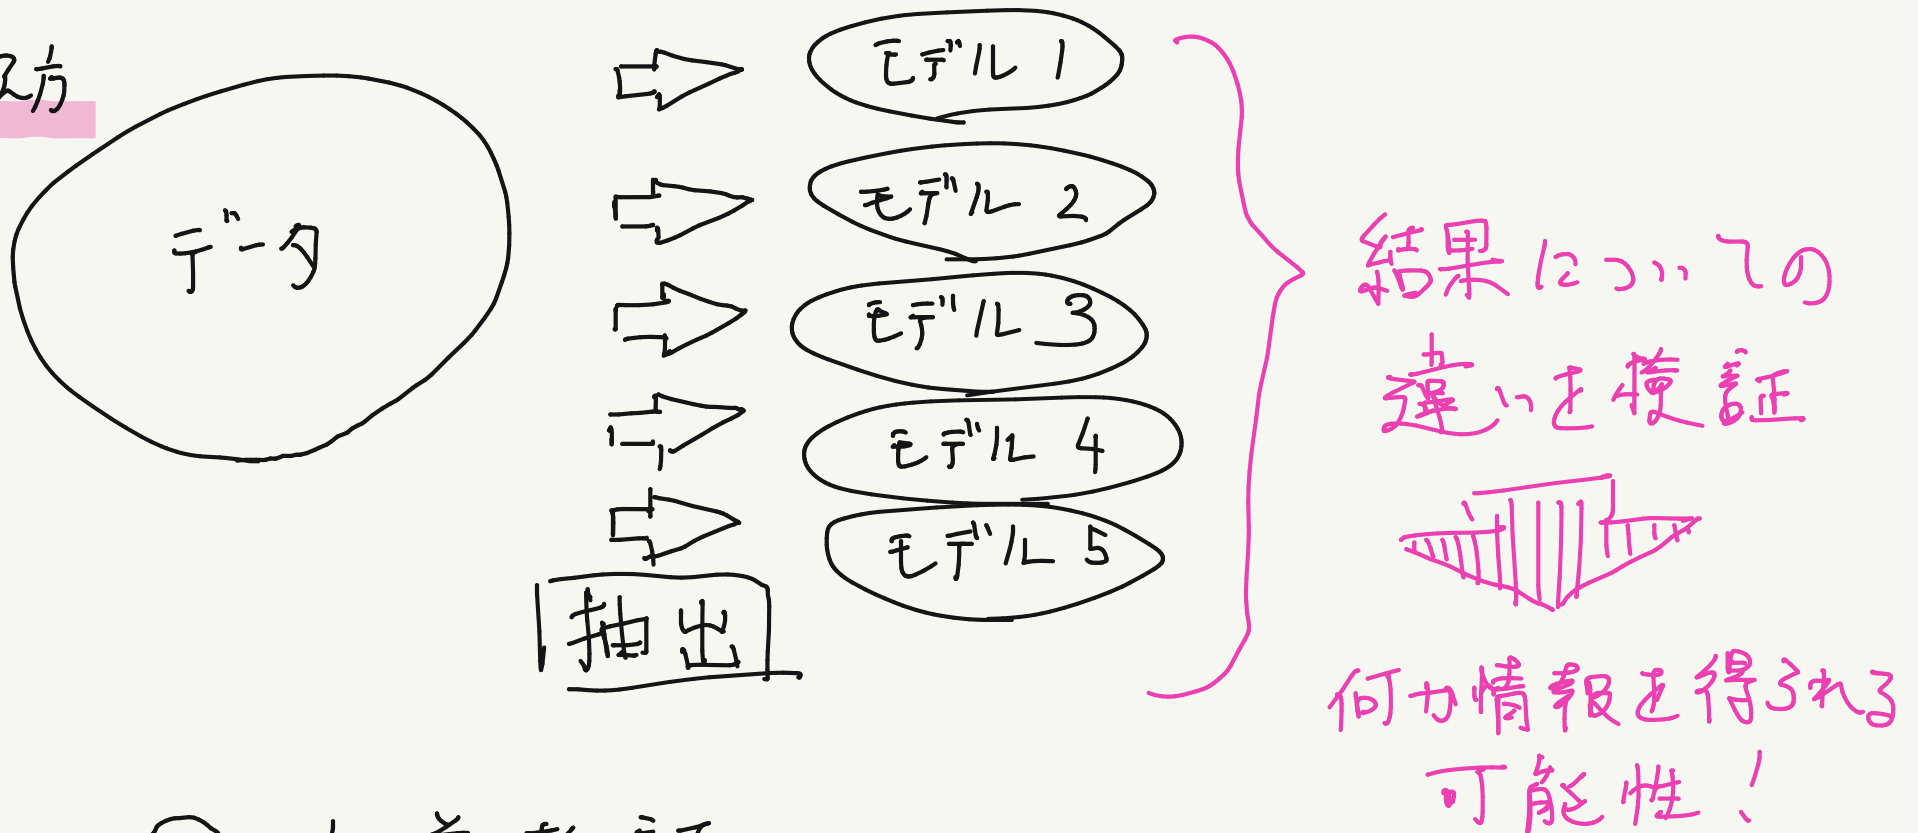 方
データ
モデル 1
モデル 2
モデル 3
モデル 4
モデル 5
抽出
結果についての
違いを検証
何か情報を得られる
可能性!